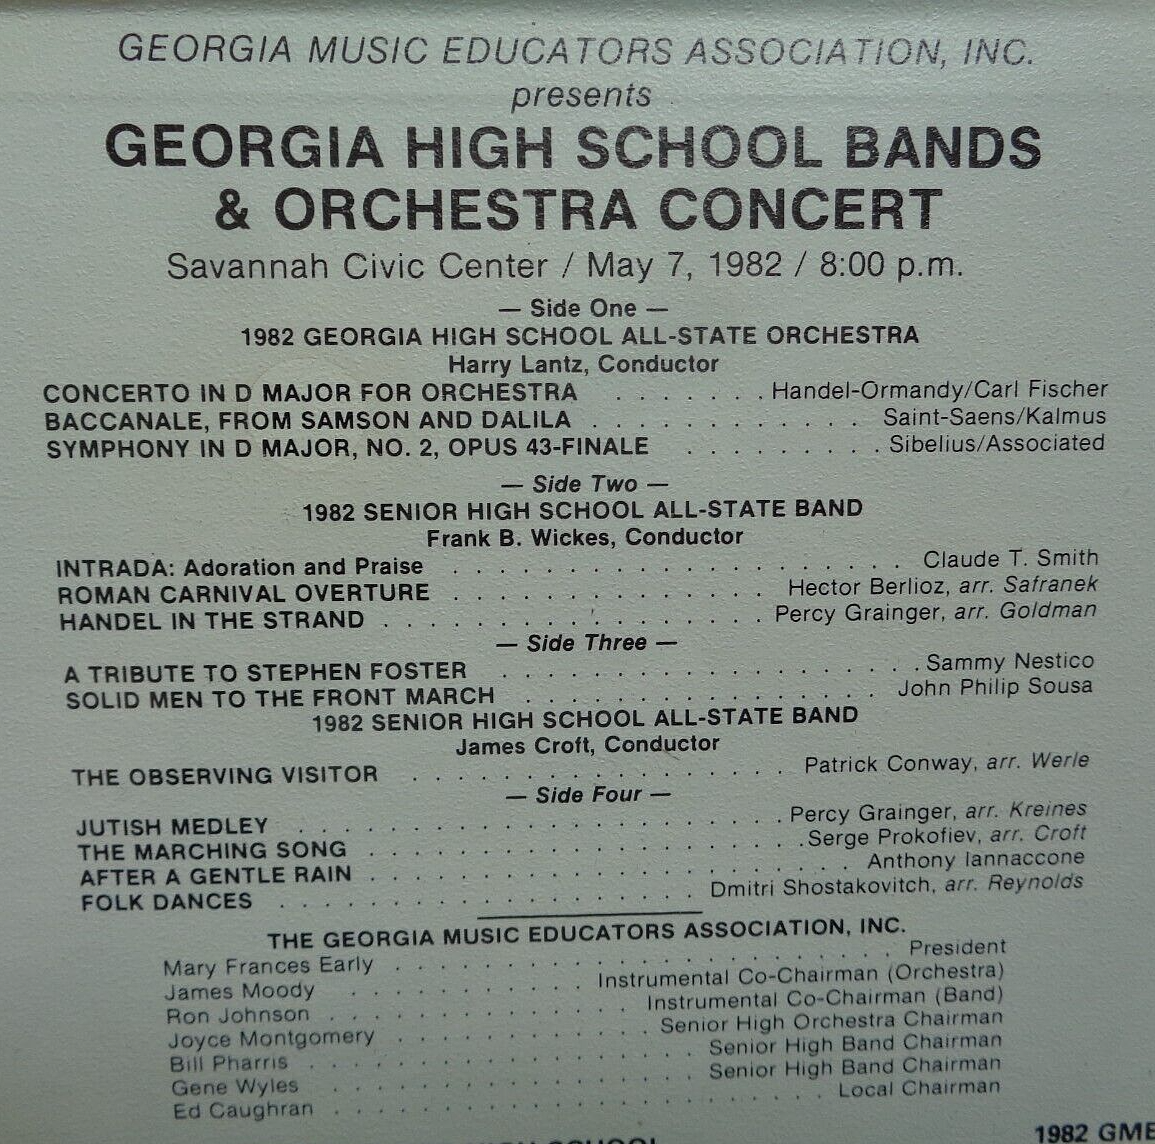 GEORGIA MUSIC EDUCATORS ASSOCIATION, INC.
presents
GEORGIA HIGH SCHOOL BANDS
& ORCHESTRA CONCERT
Savannah Civic Center / May 7, 1982 / 8:00 p.m.
— Side One —
1982 GEORGIA HIGH SCHOOL ALL-STATE ORCHESTRA
Harry Lantz, Conductor
CONCERTO IN D MAJOR FOR ORCHESTRA . . . . . . Handel-Ormandy/Carl Fischer
BACCANALE, FROM SAMSON AND DALILA . . . . . . . . . . Saint-Saens/Kalmus
SYMPHONY IN D MAJOR, NO. 2, OPUS 43-FINALE . . . . . . . . Sibelius/Associated
— Side Two —
1982 SENIOR HIGH SCHOOL ALL-STATE BAND
Frank B. Wickes, Conductor
INTRADA: Adoration and Praise . . . . . . . . . . . . . . . . . Claude T. Smith
ROMAN CARNIVAL OVERTURE . . . . . . . . . . . . Hector Berlioz, arr. Safranek
HANDEL IN THE STRAND . . . . . . . . . . . . . . Percy Grainger, arr. Goldman
— Side Three —
A TRIBUTE TO STEPHEN FOSTER . . . . . . . . . . . . . . . . Sammy Nestico
SOLID MEN TO THE FRONT MARCH . . . . . . . . . . . . . John Philip Sousa
1982 SENIOR HIGH SCHOOL ALL-STATE BAND
James Croft, Conductor
THE OBSERVING VISITOR . . . . . . . . . . . . . . Patrick Conway, arr. Werle
— Side Four —
JUTISH MEDLEY . . . . . . . . . . . . . . . . . . Percy Grainger, arr. Kreines
THE MARCHING SONG . . . . . . . . . . . . . . . . Serge Prokofiev, arr. Croft
AFTER A GENTLE RAIN . . . . . . . . . . . . . . . . . . Anthony Iannaccone
FOLK DANCES . . . . . . . . . . . . . . . Dmitri Shostakovitch, arr. Reynolds
THE GEORGIA MUSIC EDUCATORS ASSOCIATION, INC.
Mary Frances Early . . . . . . . . . . . . . . . . . . President
James Moody . . . . . . . . . Instrumental Co-Chairman (Orchestra)
Ron Johnson . . . . . . . . . . . Instrumental Co-Chairman (Band)
Joyce Montgomery . . . . . . . . . Senior High Orchestra Chairman
Bill Pharris . . . . . . . . . . . . . . Senior High Band Chairman
Gene Wyles . . . . . . . . . . . . . Senior High Band Chairman
Ed Caughran . . . . . . . . . . . . . . . . . . Local Chairman
SCHOOL
1982 GME